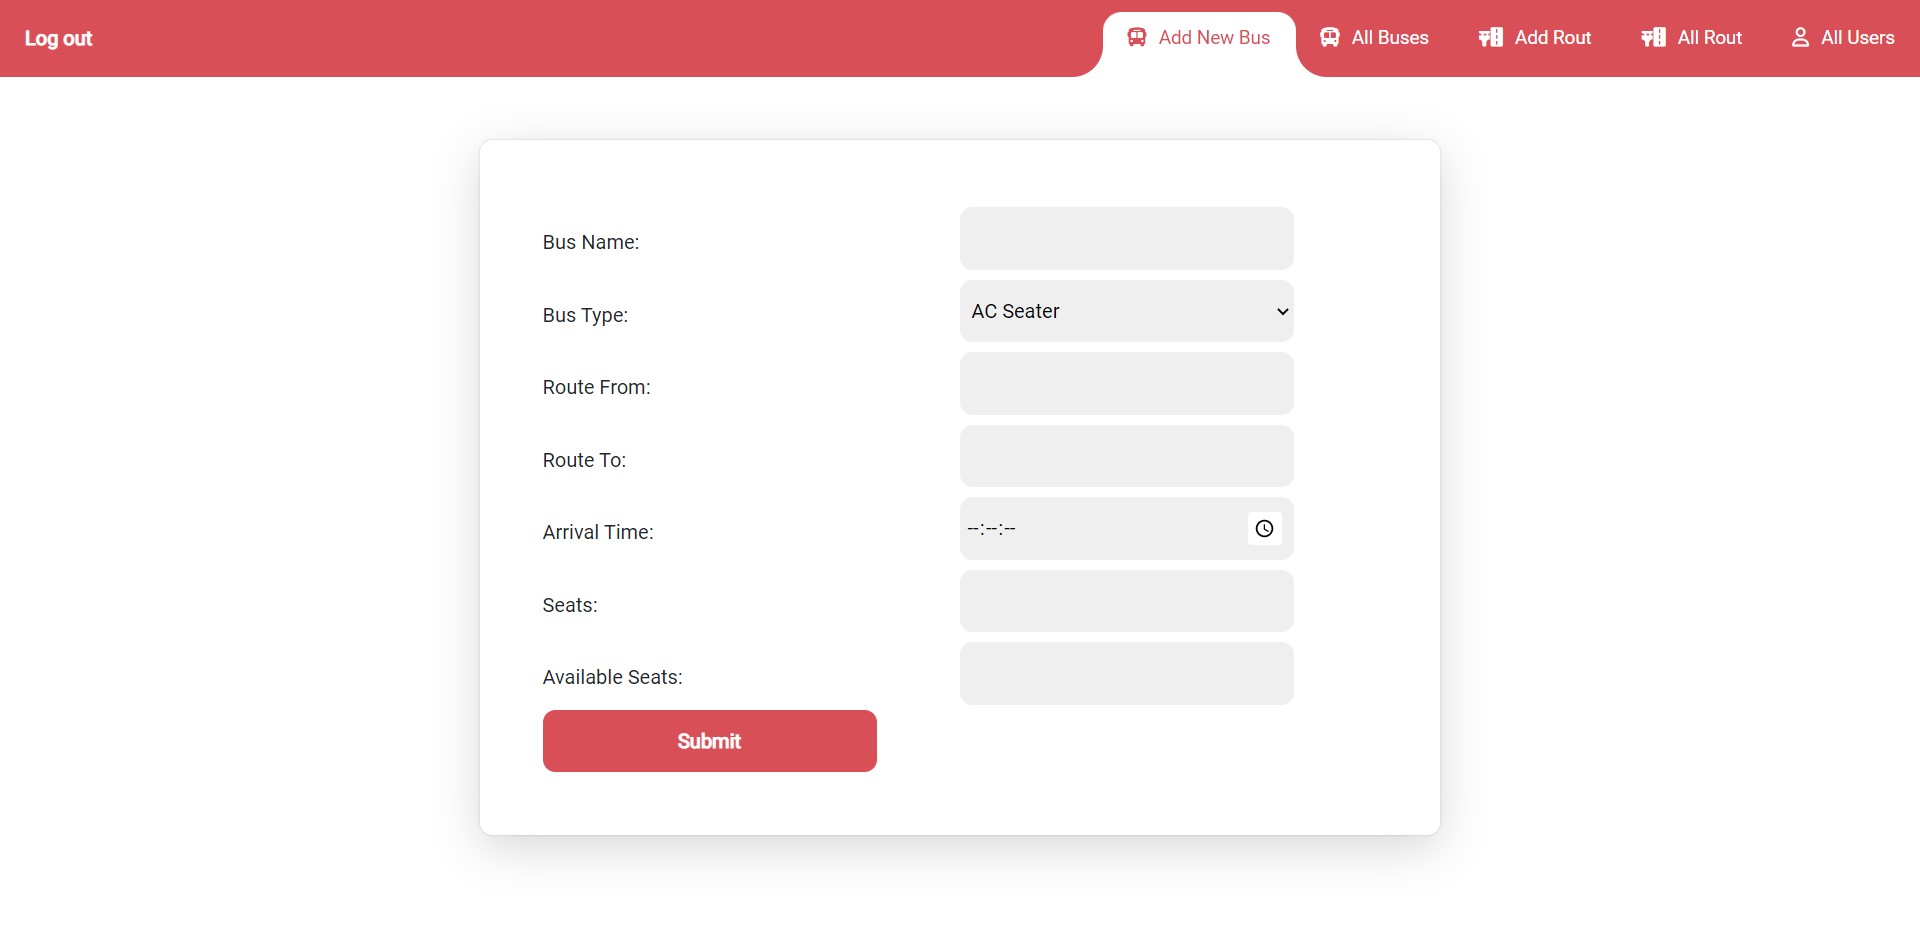 Log out
Add New Bus
All Buses
Add Rout
All Rout
All Users
Bus Name:
Bus Type:
AC Seater
Route From:
Route To:
Arrival Time:
--:--:--
Seats:
Available Seats:
Submit